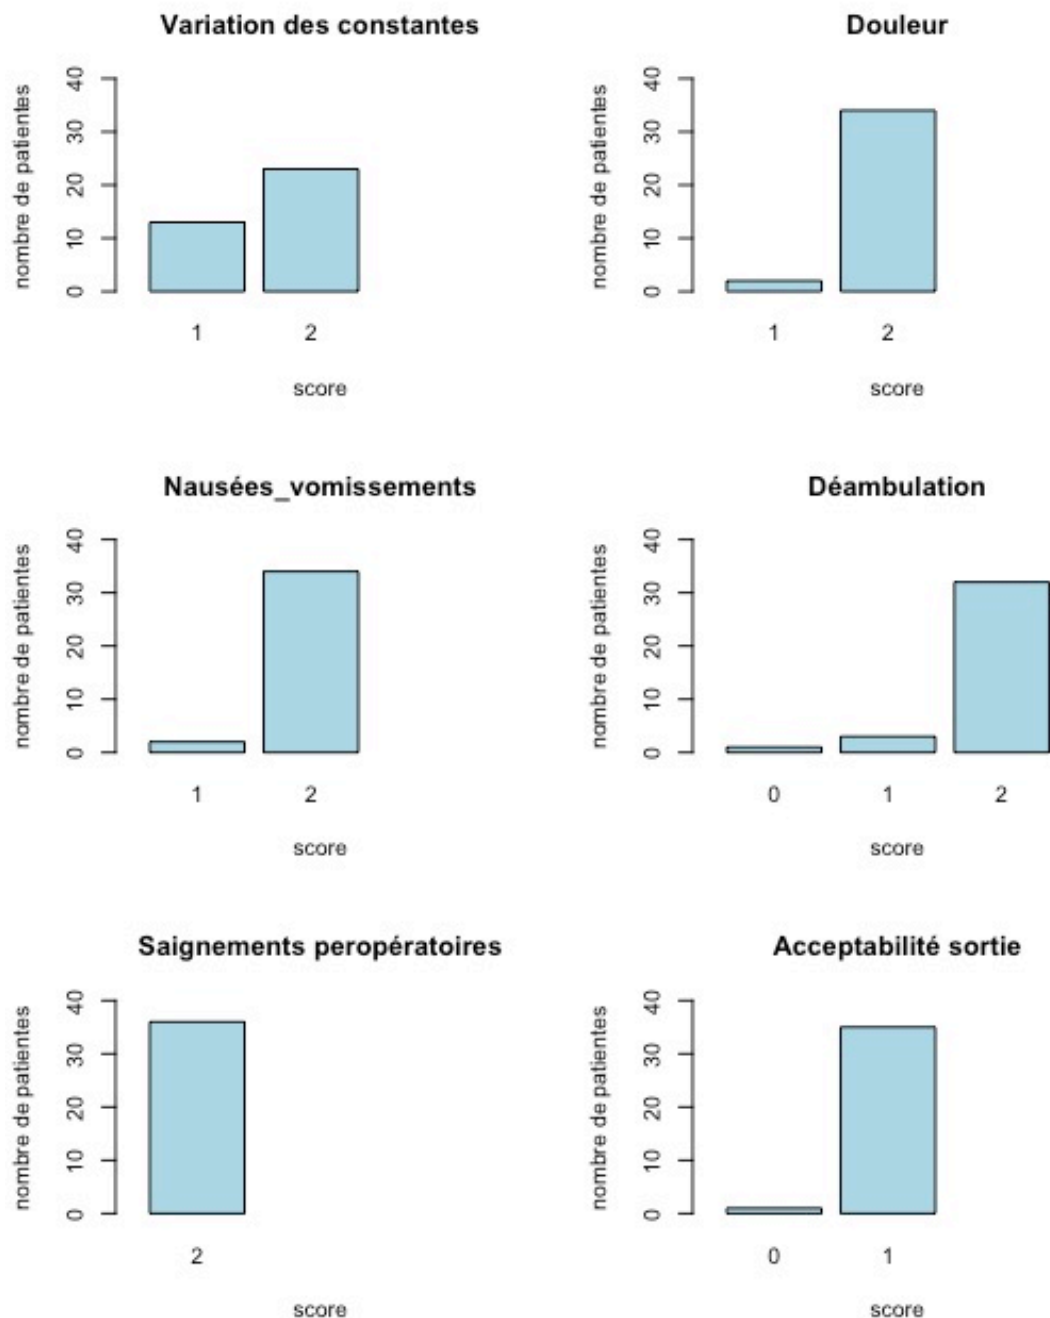 Variation des constantes
nombre de patientes
0 10 20 30 40
1 2
score
Douleur
nombre de patientes
0 10 20 30 40
1 2
score
Nausées_vomissements
nombre de patientes
0 10 20 30 40
1 2
score
Déambulation
nombre de patientes
0 10 20 30 40
0 1 2
score
Saignements peropératoires
nombre de patientes
0 10 20 30 40
2
score
Acceptabilité sortie
nombre de patientes
0 10 20 30 40
0 1
score